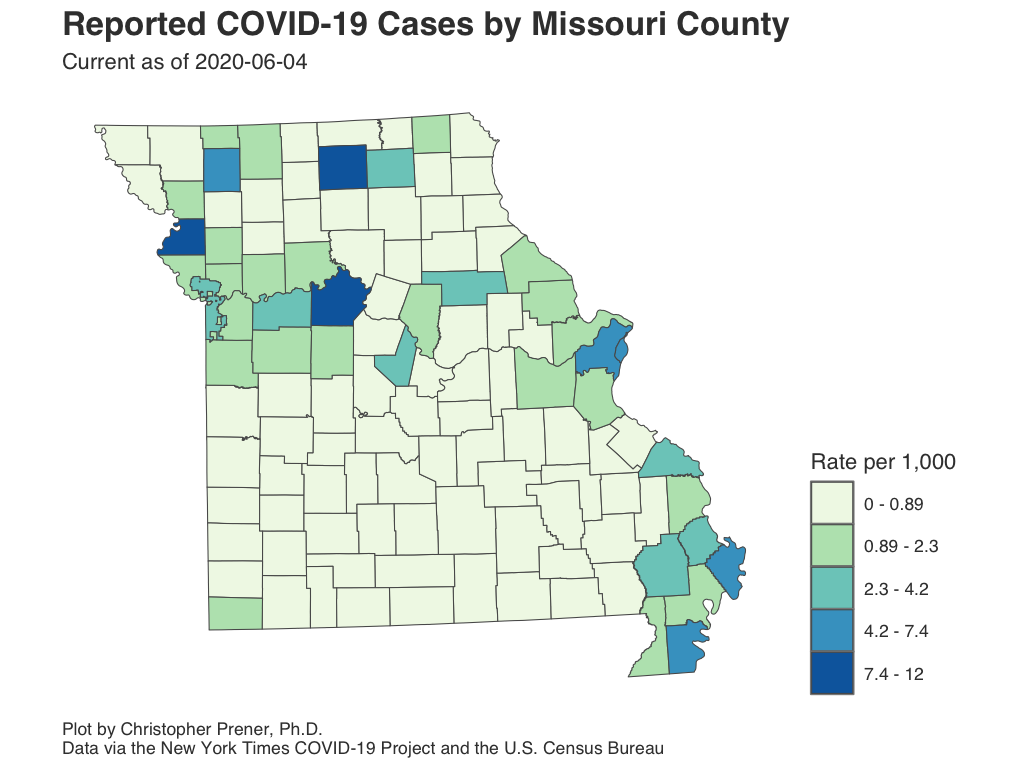 Reported COVID-19 Cases by Missouri County
Current as of 2020-06-04
Rate per 1,000
0 - 0.89
0.89 - 2.3
2.3 - 4.2
4.2 - 7.4
7.4 - 12
Plot by Christopher Prener, Ph.D.
Data via the New York Times COVID-19 Project and the U.S. Census Bureau